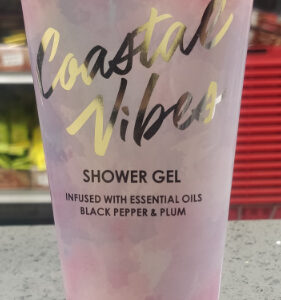 Coastal
Vibes
SHOWER GEL
INFUSED WITH ESSENTIAL OILS
BLACK PEPPER & PLUM